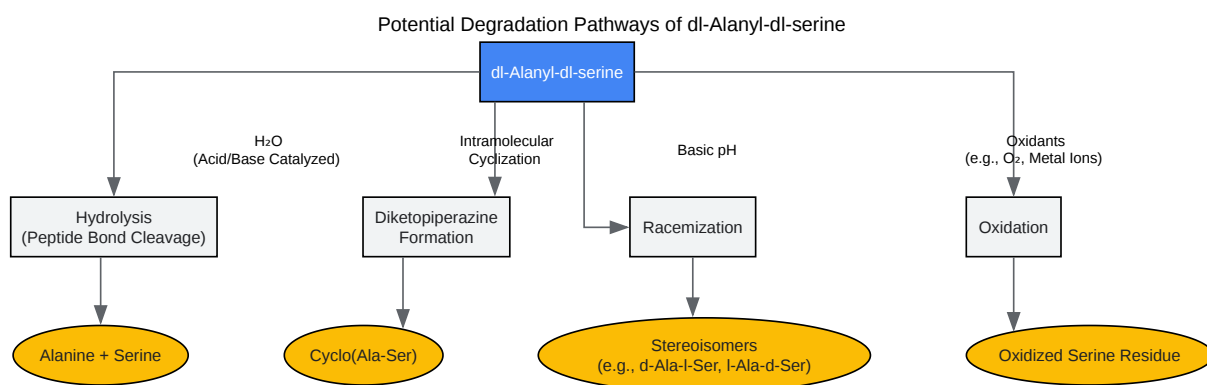 Potential Degradation Pathways of dl-Alanyl-dl-serine
dl-Alanyl-dl-serine
H₂O
(Acid/Base Catalyzed)
Intramolecular
Cyclization
Basic pH
Oxidants
(e.g., O₂, Metal Ions)
Hydrolysis
(Peptide Bond Cleavage)
Diketopiperazine
Formation
Racemization
Oxidation
Alanine + Serine
Cyclo(Ala-Ser)
Stereoisomers
(e.g., d-Ala-l-Ser, l-Ala-d-Ser)
Oxidized Serine Residue